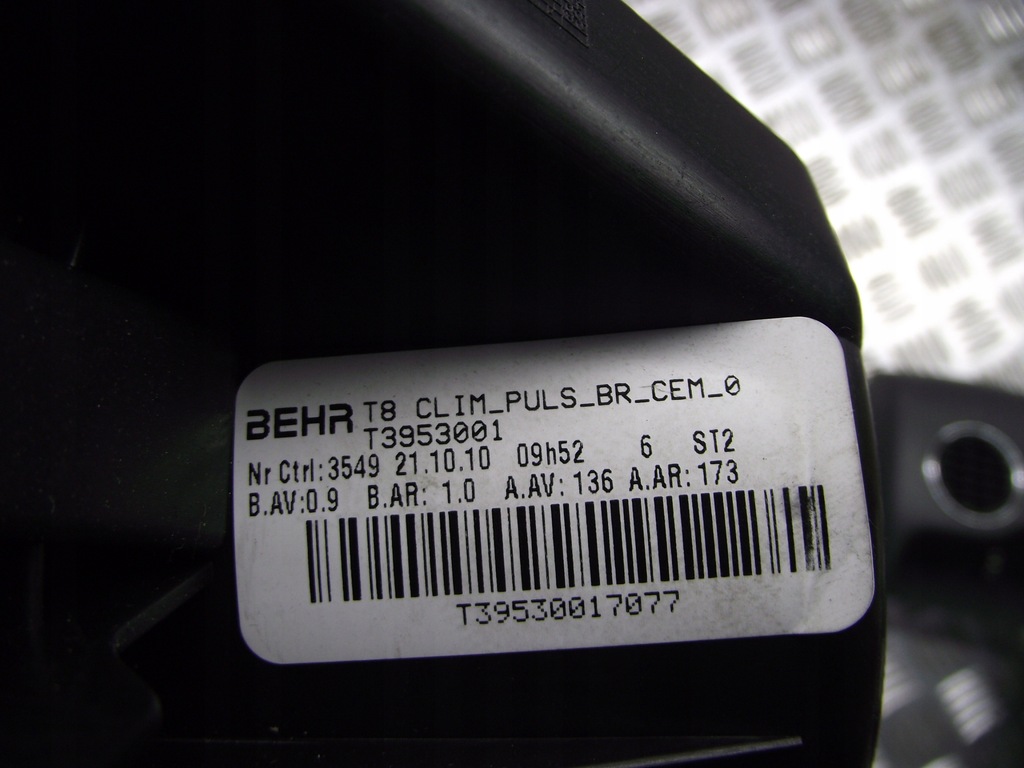 BEHR T8 CLIM_PULS_BR_CEM_0
T3953001
Nr Ctrl:3549 21.10.10 09h52 6 ST2
B.AV:0.9 B.AR: 1.0 A.AV: 136 A.AR: 173
T39530017077